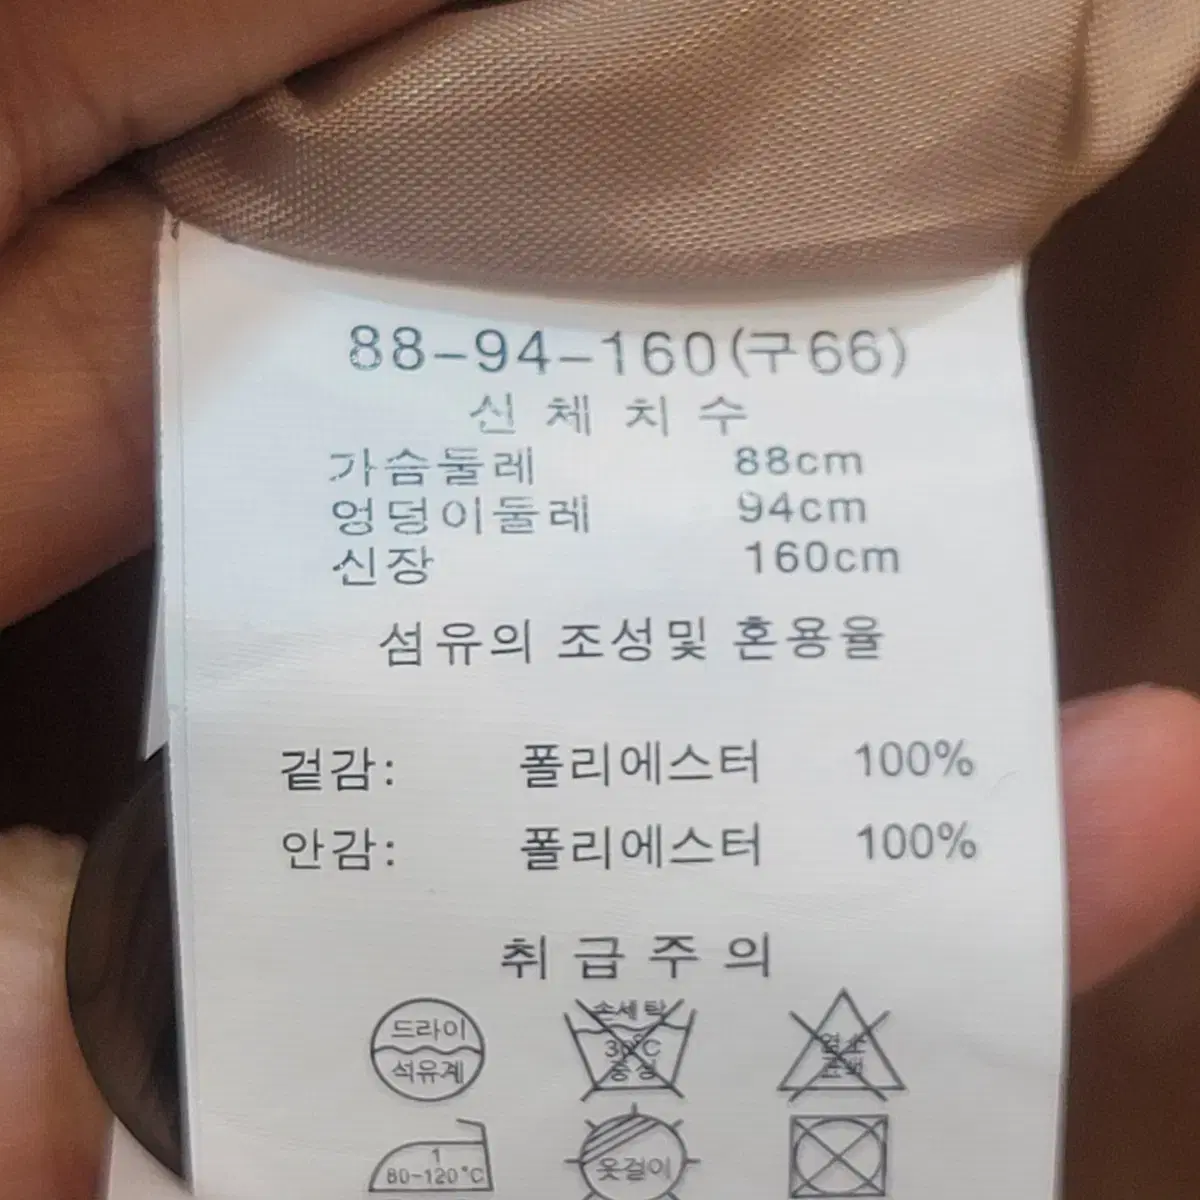 88-94-160(구66)
신 체 치 수
가슴둘레 88cm
엉덩이둘레 94cm
신장 160cm
섬유의 조성및 혼용율
겉감: 폴리에스터 100%
안감: 폴리에스터 100%
취 급 주 의
드라이
석유계
손세탁
30℃
중성
염소
표백
1
80-120℃
옷걸이